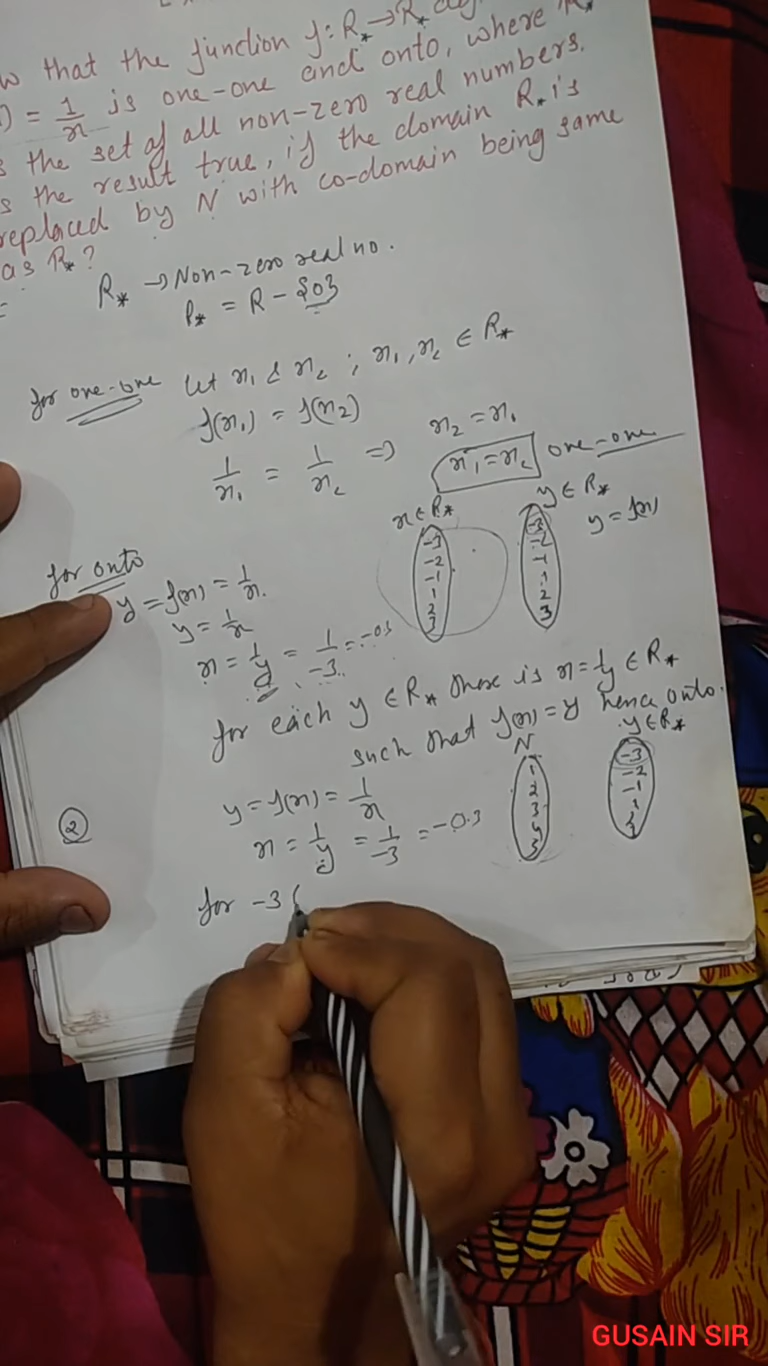 that the function f: R* → R*
= 1/x is one-one and onto, where R*
the set of all non-zero real numbers.
the result true, if the domain R* is
replaced by N with co-domain being same
as R*?
R* → Non-zero real no.
R* = R - {0}
for one-one let x₁ & x₂ ; x₁, x₂ ∈ R*
f(x₁) = f(x₂)
1/x₁ = 1/x₂ ⇒ x₂ = x₁
x₁ = x₂ one-one
x ∈ R* y ∈ R*
y = f(x)
-3 -3
-2 -2
-1 -1
1 1
2 2
3 3
for onto
y = f(x) = 1/x.
y = 1/x
x = 1/y = 1/-3 = -0.3
for each y ∈ R* there is x = 1/y ∈ R*
such that f(x) = y hence onto.
② y = f(x) = 1/x
x = 1/y = 1/-3 = -0.3
N y ∈ R*
1 -3
2 -2
3 -1
4 1
5 2
for -3 (
GUSAIN SIR